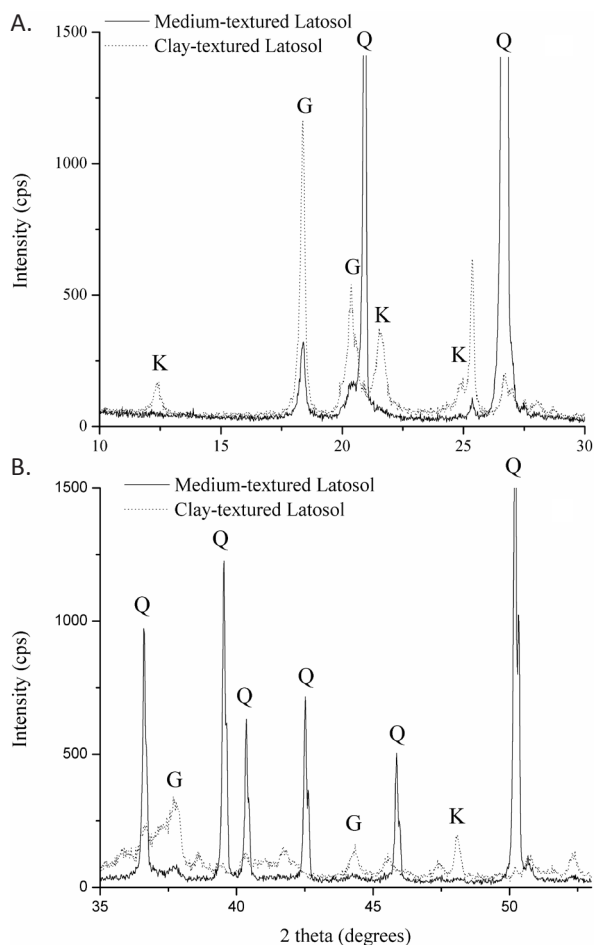 A.
Medium-textured Latosol
Clay-textured Latosol
1500
1000
500
0
Intensity (cps)
K
G
G
Q
K
K
Q
10 15 20 25 30
B.
Medium-textured Latosol
Clay-textured Latosol
1500
1000
500
0
Intensity (cps)
Q
G
Q
Q
Q
G
Q
K
Q
35 40 45 50
2 theta (degrees)